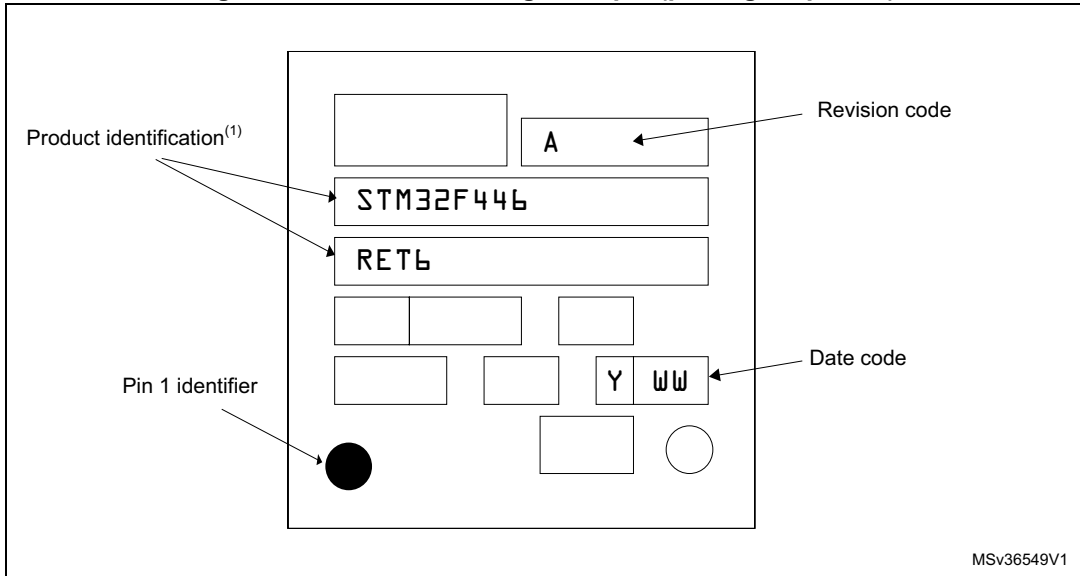 Revision code
Product identification(1)
A
STM32F446
RET6
Date code
Y WW
Pin 1 identifier
MSv36549V1